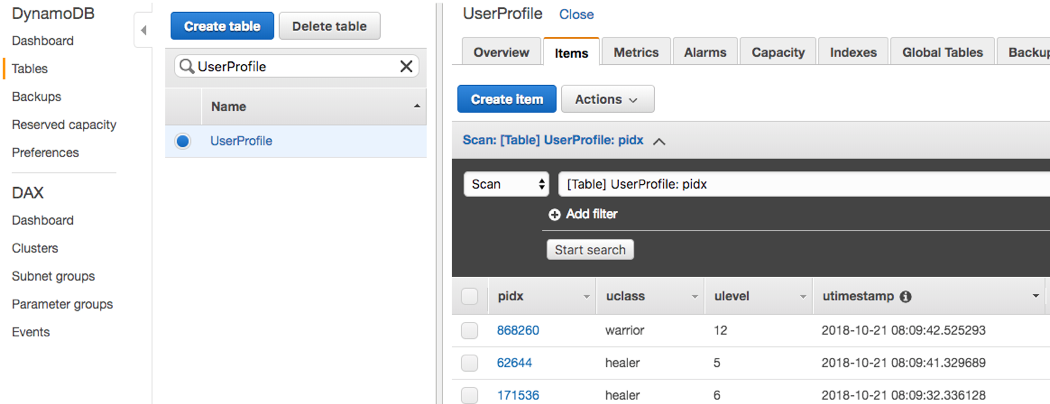 DynamoDB
Dashboard
Tables
Backups
Reserved capacity
Preferences
DAX
Dashboard
Clusters
Subnet groups
Parameter groups
Events
Create table Delete table
UserProfile
Name
UserProfile
UserProfile Close
Overview Items Metrics Alarms Capacity Indexes Global Tables Backup
Create item Actions
Scan: [Table] UserProfile: pidx
Scan [Table] UserProfile: pidx
Add filter
Start search
pidx uclass ulevel utimestamp
868260 warrior 12 2018-10-21 08:09:42.525293
62644 healer 5 2018-10-21 08:09:41.329689
171536 healer 6 2018-10-21 08:09:32.336128